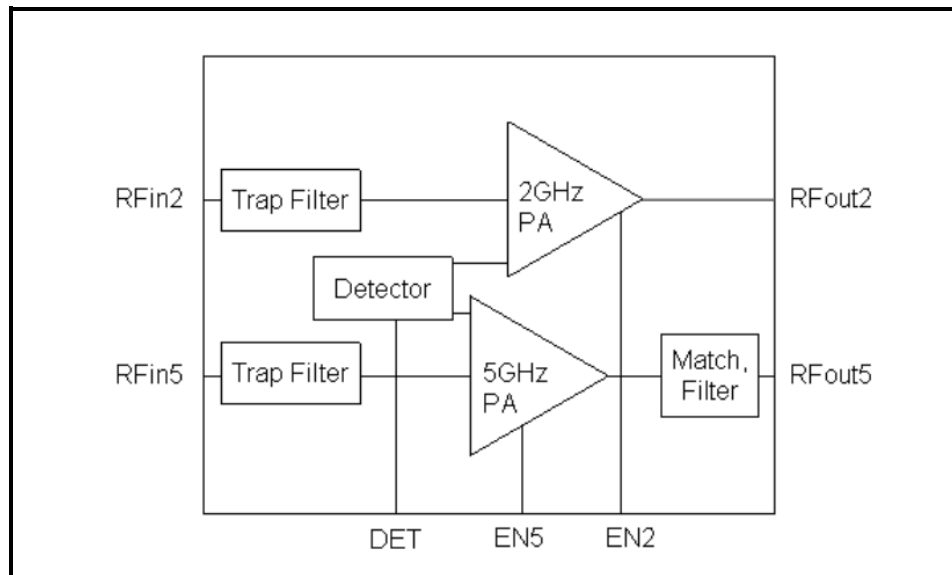 RFin2
Trap Filter
2GHz
PA
RFout2
Detector
RFin5
Trap Filter
5GHz
PA
Match,
Filter
RFout5
DET
EN5
EN2